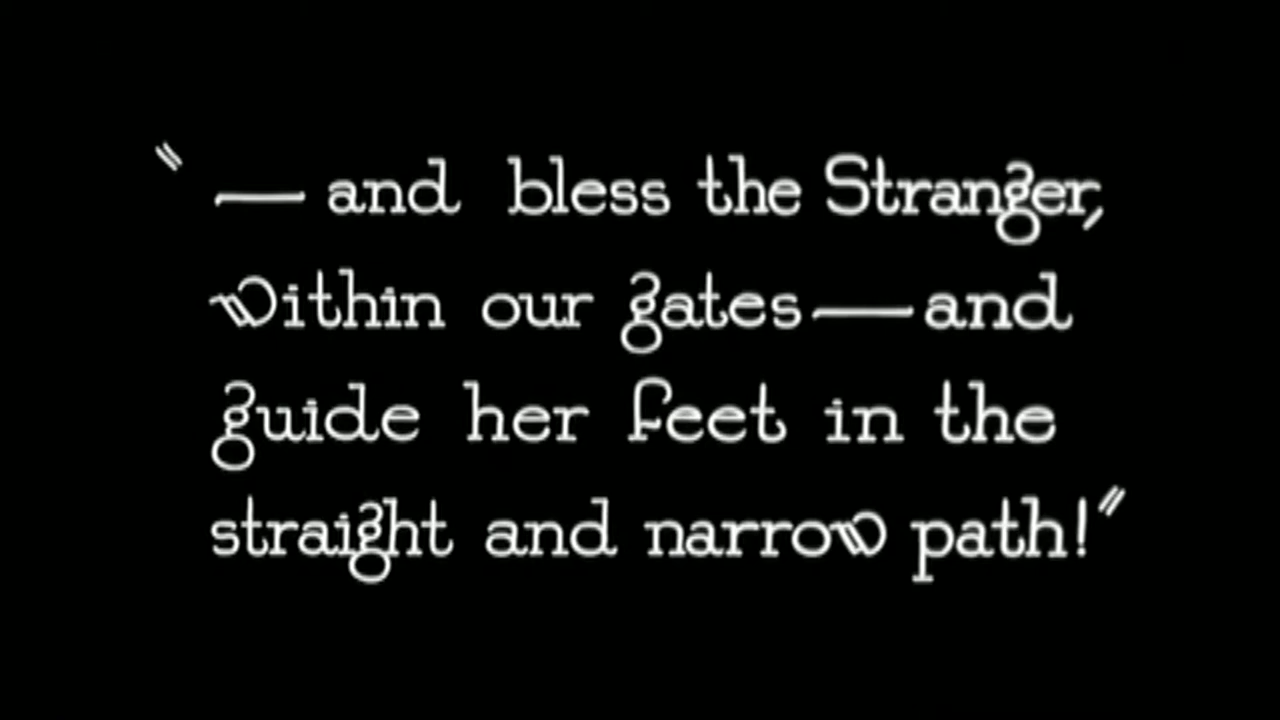 "— and bless the Stranger,
within our gates — and
guide her feet in the
straight and narrow path!"